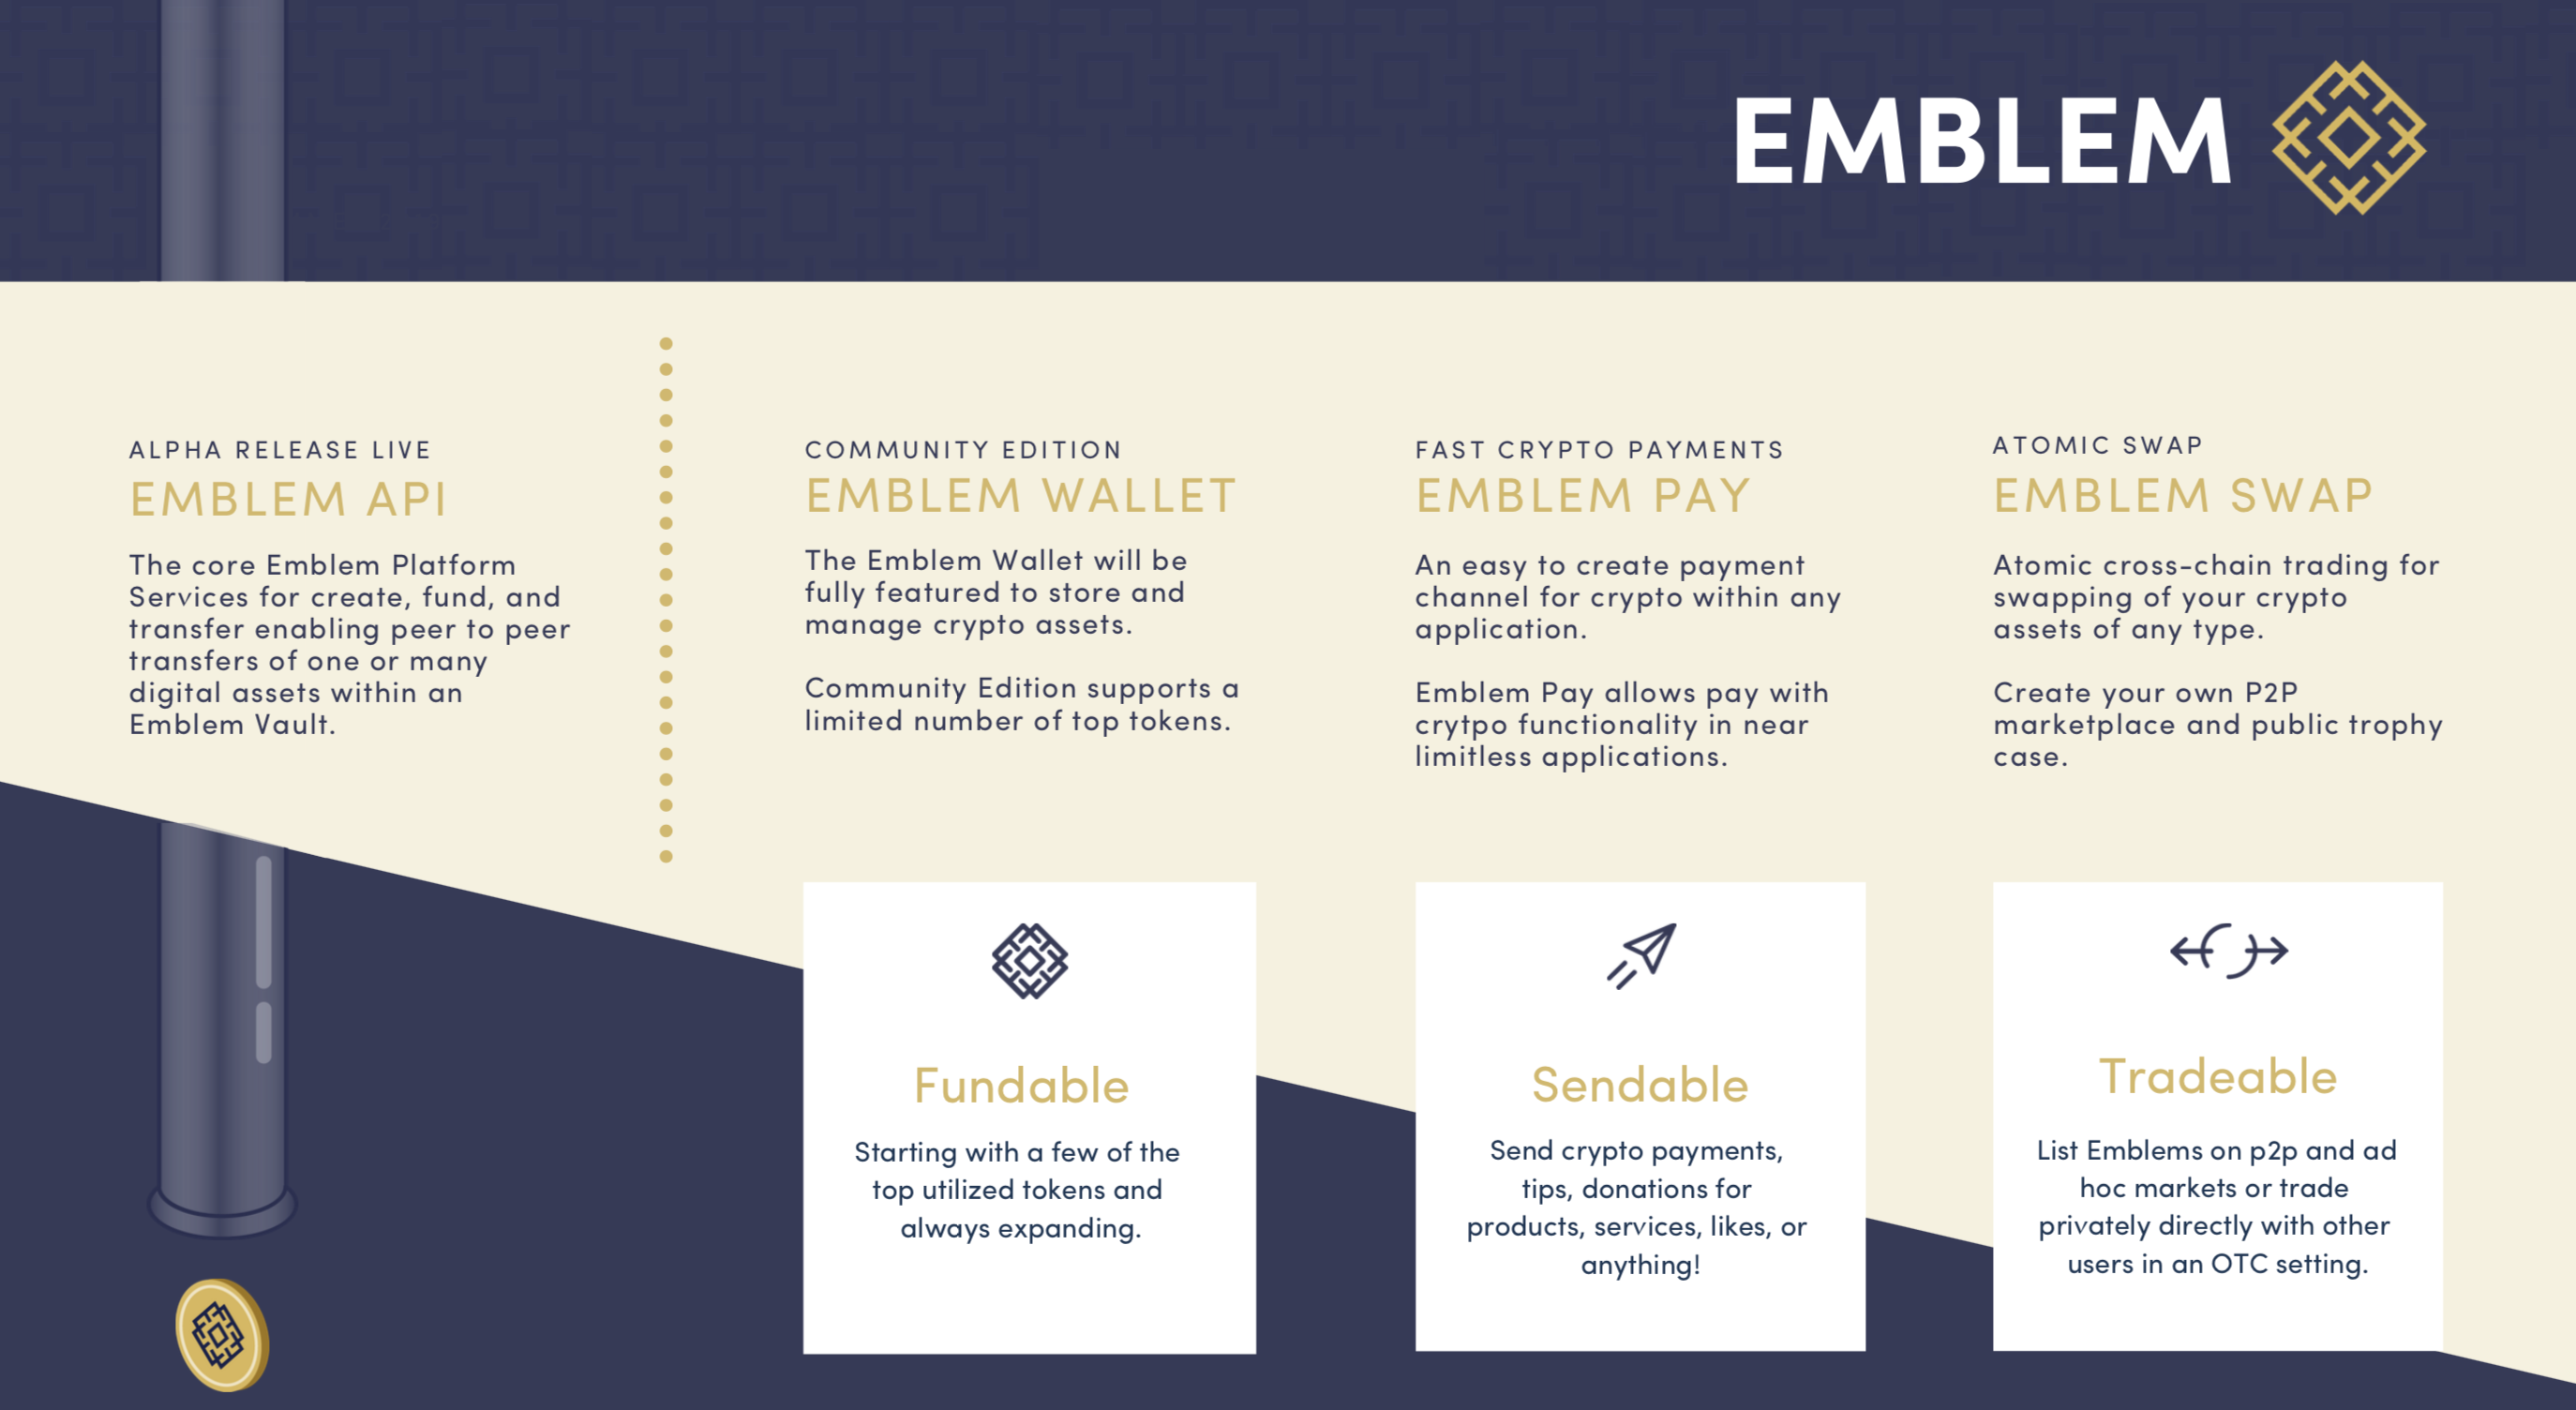 EMBLEM
ALPHA RELEASE LIVE
EMBLEM API
The core Emblem Platform
Services for create, fund, and
transfer enabling peer to peer
transfers of one or many
digital assets within an
Emblem Vault.
COMMUNITY EDITION
EMBLEM WALLET
The Emblem Wallet will be
fully featured to store and
manage crypto assets.
Community Edition supports a
limited number of top tokens.
FAST CRYPTO PAYMENTS
EMBLEM PAY
An easy to create payment
channel for crypto within any
application.
Emblem Pay allows pay with
crytpo functionality in near
limitless applications.
ATOMIC SWAP
EMBLEM SWAP
Atomic cross-chain trading for
swapping of your crypto
assets of any type.
Create your own P2P
marketplace and public trophy
case.
Fundable
Starting with a few of the
top utilized tokens and
always expanding.
Sendable
Send crypto payments,
tips, donations for
products, services, likes, or
anything!
Tradeable
List Emblems on p2p and ad
hoc markets or trade
privately directly with other
users in an OTC setting.